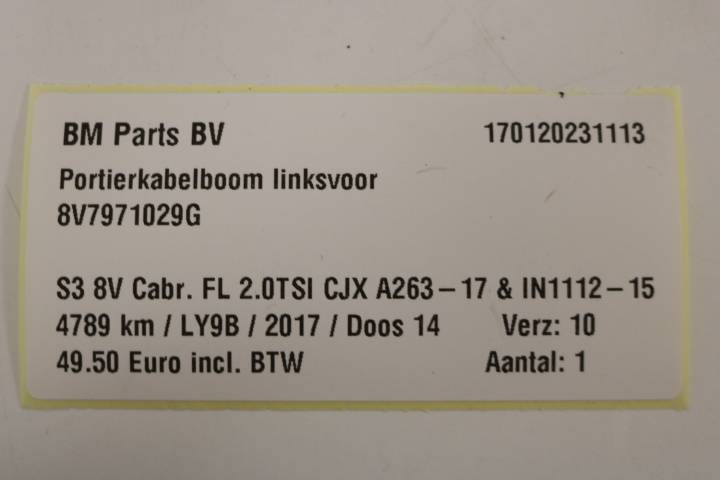 BM Parts BV 170120231113
Portierkabelboom linksvoor
8V7971029G
S3 8V Cabr. FL 2.0TSI CJX A263-17 & IN1112-15
4789 km / LY9B / 2017 / Doos 14 Verz: 10
49.50 Euro incl. BTW Aantal: 1